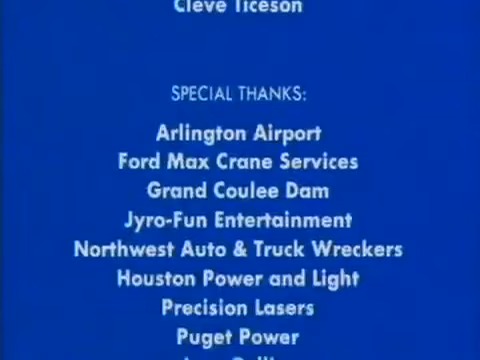 Cleve Ticeson
SPECIAL THANKS:
Arlington Airport
Ford Max Crane Services
Grand Coulee Dam
Jyro-Fun Entertainment
Northwest Auto & Truck Wreckers
Houston Power and Light
Precision Lasers
Puget Power